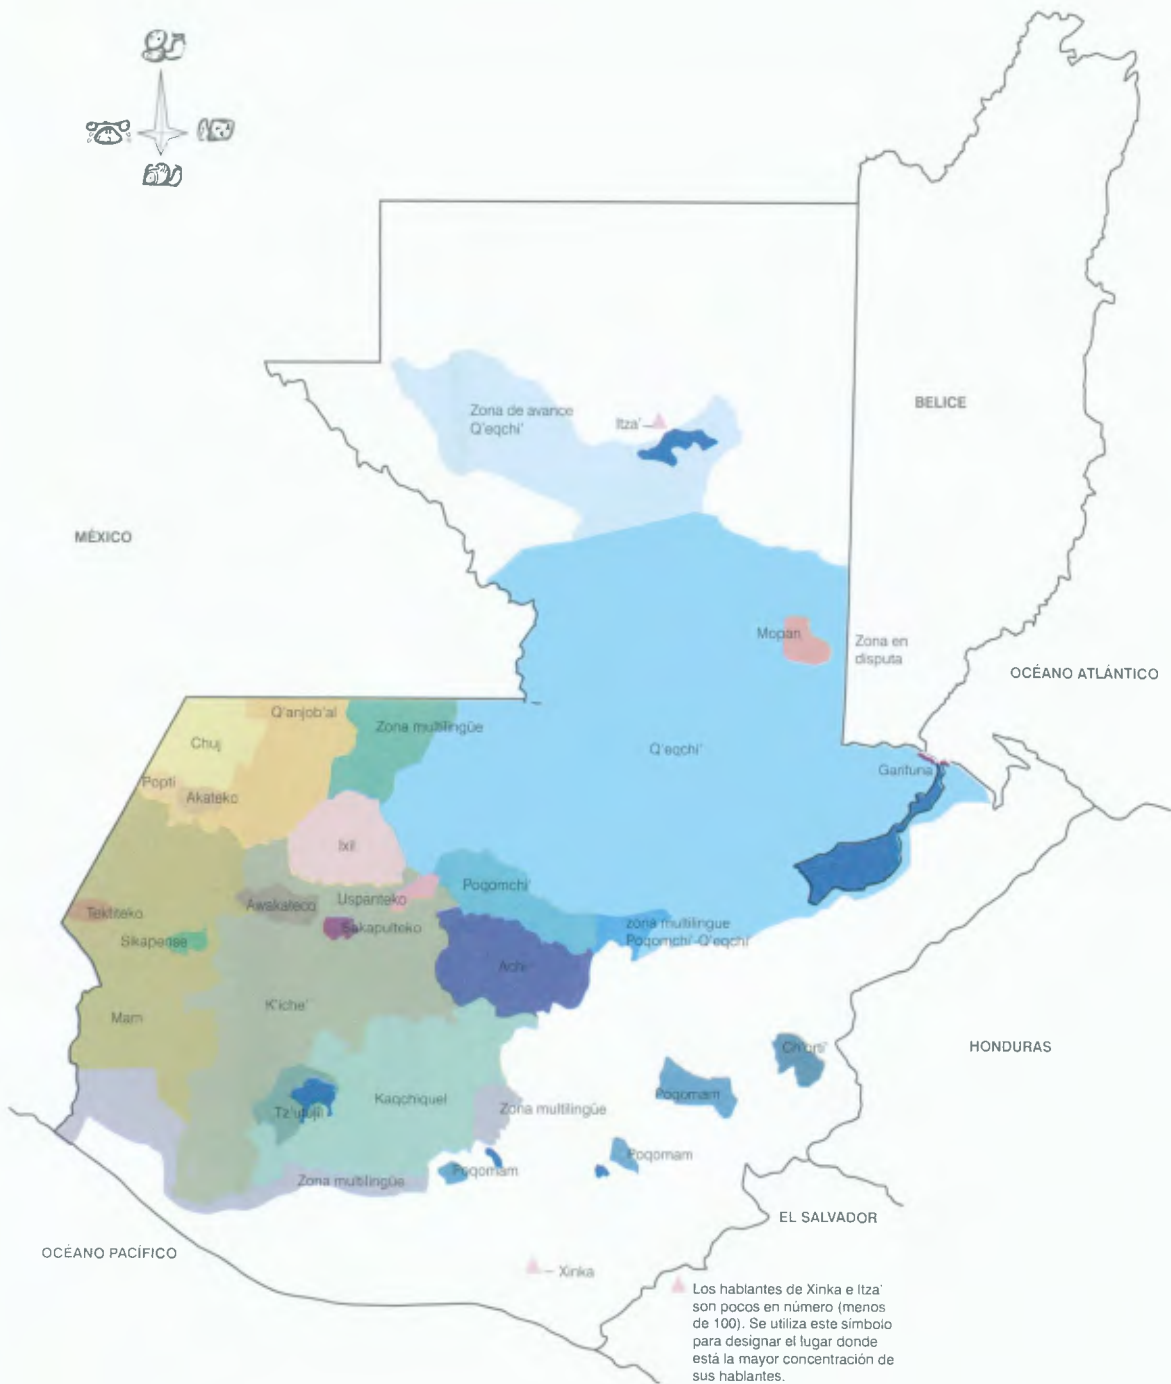 Zona de avance
Q'eqchi'
Itza'
BELICE
MÉXICO
Mopan
Zona en
disputa
OCÉANO ATLÁNTICO
Q'anjob'al
Zona multilingüe
Chuj
Q'eqchi'
Garifuna
Popti
Akateko
Ixil
Poqomchi'
Uspanteko
Awakateco
Tektiteko
Sakapulteko
zona multilingue
Poqomchi'-Q'eqchi
Sikapense
Achi
K'iche'
Mam
Ch'orti'
HONDURAS
Poqomam
Kaqchiquel
Zona multilingüe
Tz'utujil
Poqomam
Poqomam
Zona multilingüe
EL SALVADOR
OCÉANO PACÍFICO
Xinka
Los hablantes de Xinka e Itza'
son pocos en número (menos
de 100). Se utiliza este símbolo
para designar el lugar donde
está la mayor concentración de
sus hablantes.